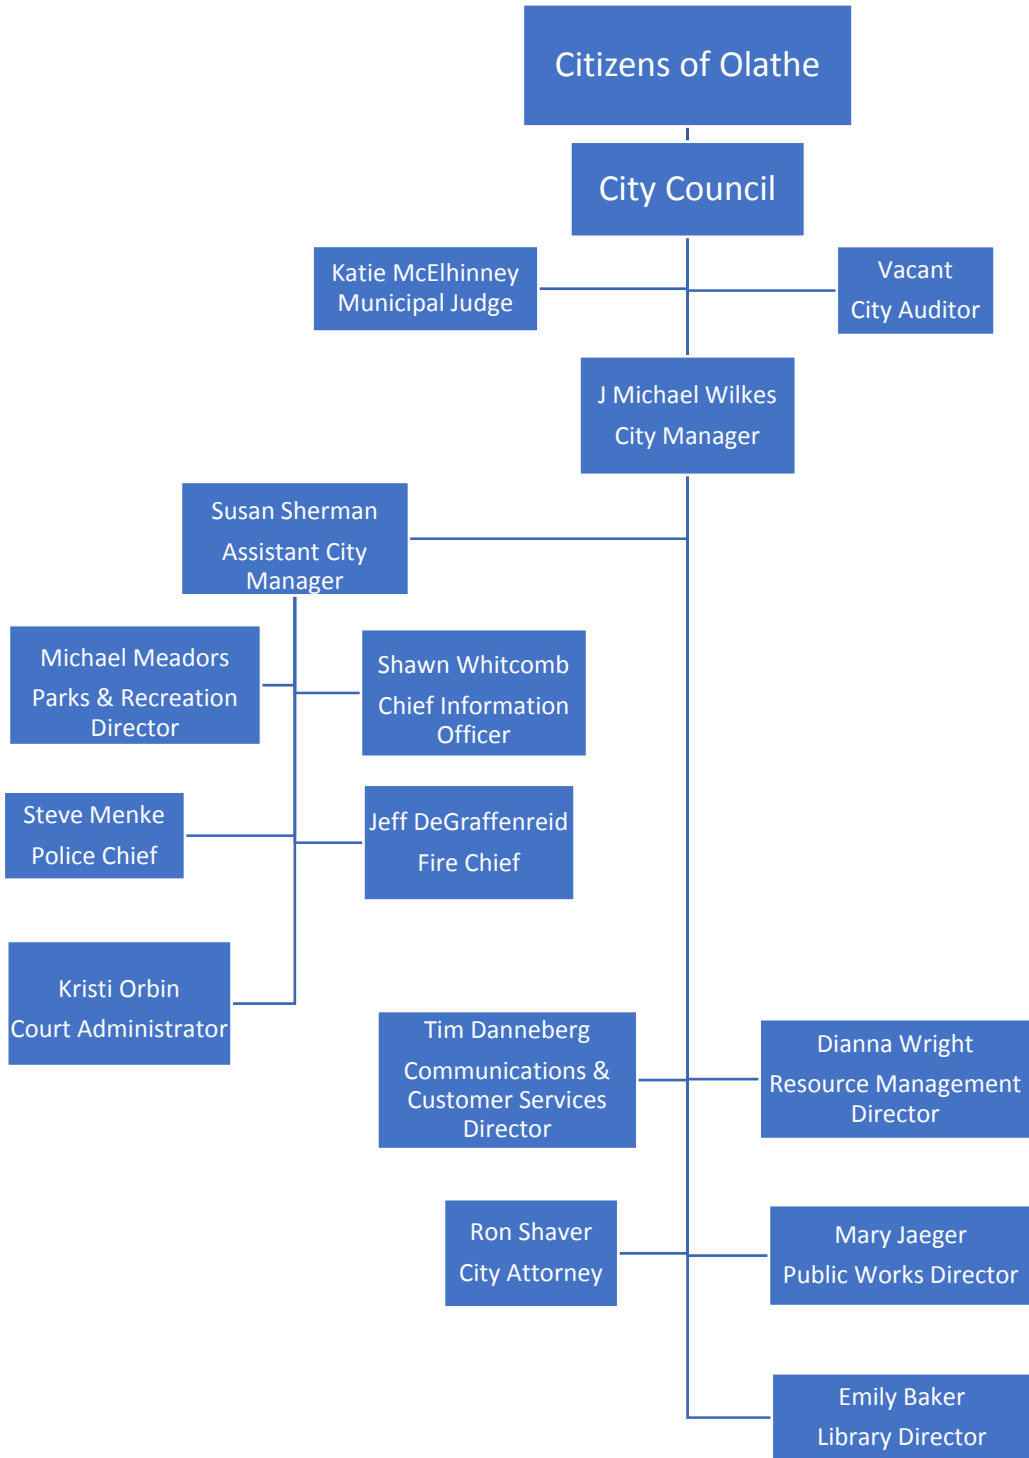 Citizens of Olathe
City Council
Katie McElhinney
Municipal Judge
Vacant
City Auditor
J Michael Wilkes
City Manager
Susan Sherman
Assistant City
Manager
Michael Meadors
Parks & Recreation
Director
Shawn Whitcomb
Chief Information
Officer
Steve Menke
Police Chief
Jeff DeGraffenreid
Fire Chief
Kristi Orbin
Court Administrator
Tim Danneberg
Communications &
Customer Services
Director
Dianna Wright
Resource Management
Director
Ron Shaver
City Attorney
Mary Jaeger
Public Works Director
Emily Baker
Library Director